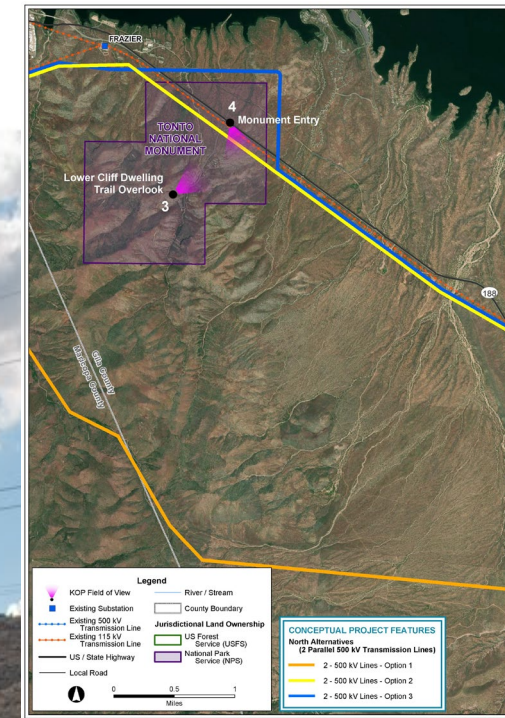 FRAZIER
4
Monument Entry
TONTO
NATIONAL
MONUMENT
Lower Cliff Dwelling
Trail Overlook
3
188
Gila County
Maricopa County
Legend
KOP Field of View
Existing Substation
Existing 500 kV
Transmission Line
Existing 115 kV
Transmission Line
US / State Highway
Local Road
River / Stream
County Boundary
Jurisdictional Land Ownership
US Forest
Service (USFS)
National Park
Service (NPS)
0 0.5 1
Miles
CONCEPTUAL PROJECT FEATURES
North Alternatives
(2 Parallel 500 kV Transmission Lines)
2 - 500 kV Lines - Option 1
2 - 500 kV Lines - Option 2
2 - 500 kV Lines - Option 3